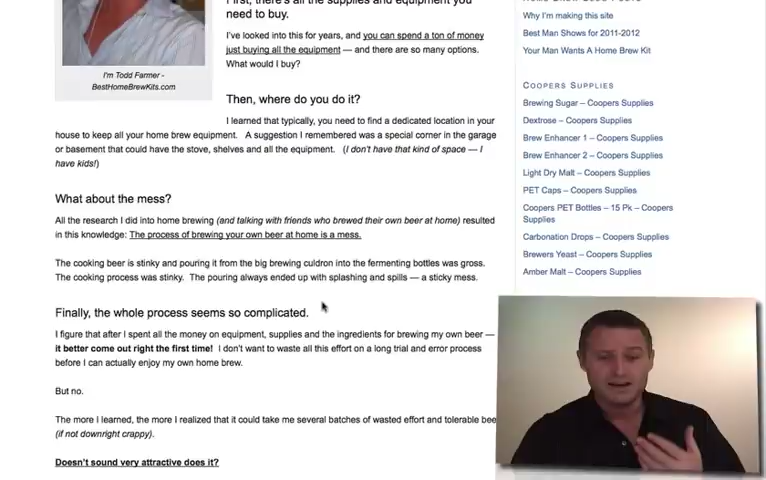 First, there's all the supplies and equipment you
need to buy.
I've looked into this for years, and you can spend a ton of money
just buying all the equipment — and there are so many options.
What would I buy?
I'm Todd Farmer -
BestHomeBrewKits.com
Then, where do you do it?
I learned that typically, you need to find a dedicated location in your
house to keep all your home brew equipment. A suggestion I remembered was a special corner in the garage
or basement that could have the stove, shelves and all the equipment. (I don't have that kind of space — I
have kids!)
What about the mess?
All the research I did into home brewing (and talking with friends who brewed their own beer at home) resulted
in this knowledge: The process of brewing your own beer at home is a mess.
The cooking beer is stinky and pouring it from the big brewing culdron into the fermenting bottles was gross.
The cooking process was stinky. The pouring always ended up with splashing and spills — a sticky mess.
Finally, the whole process seems so complicated.
I figure that after I spent all the money on equipment, supplies and the ingredients for brewing my own beer —
it better come out right the first time! I don't want to waste all this effort on a long trial and error process
before I can actually enjoy my own home brew.
But no.
The more I learned, the more I realized that it could take me several batches of wasted effort and tolerable bee
(if not downright crappy).
Doesn't sound very attractive does it?
Why I'm making this site
Best Man Shows for 2011-2012
Your Man Wants A Home Brew Kit
Coopers Supplies
Brewing Sugar – Coopers Supplies
Dextrose – Coopers Supplies
Brew Enhancer 1 – Coopers Supplies
Brew Enhancer 2 – Coopers Supplies
Light Dry Malt – Coopers Supplies
PET Caps – Coopers Supplies
Coopers PET Bottles – 15 Pk – Coopers
Supplies
Carbonation Drops – Coopers Supplies
Brewers Yeast – Coopers Supplies
Amber Malt – Coopers Supplies